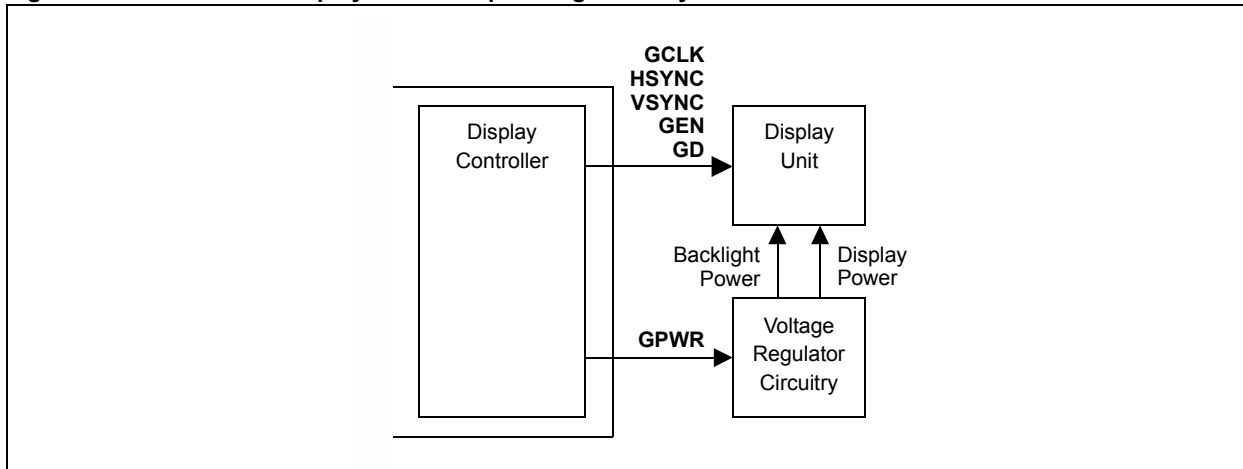 GCLK
HSYNC
VSYNC
GEN
GD
Display
Controller
Display
Unit
Backlight
Power
Display
Power
GPWR
Voltage
Regulator
Circuitry